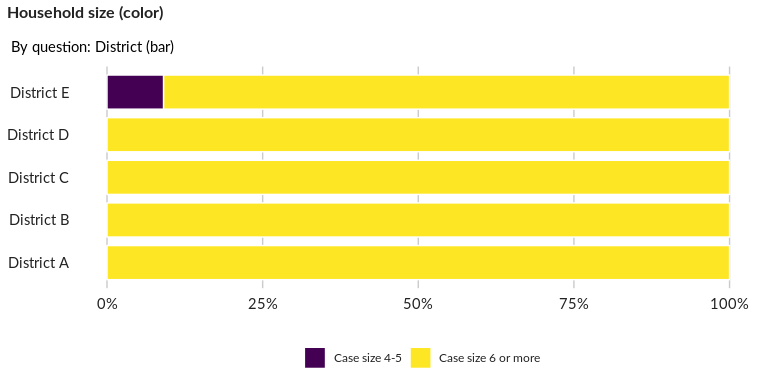 Household size (color)
By question: District (bar)
District E
District D
District C
District B
District A
0% 25% 50% 75% 100%
Case size 4-5 Case size 6 or more